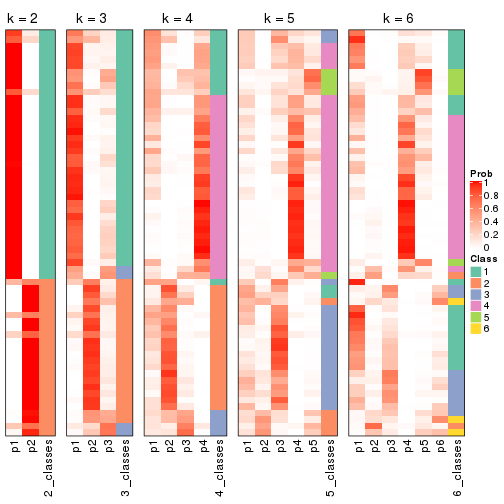 k = 2
k = 3
k = 4
k = 5
k = 6
p1
p2
2_classes
p1
p2
p3
3_classes
p1
p2
p3
p4
4_classes
p1
p2
p3
p4
p5
5_classes
p1
p2
p3
p4
p5
p6
6_classes
Prob
1
0.8
0.6
0.4
0.2
0
Class
1
2
3
4
5
6